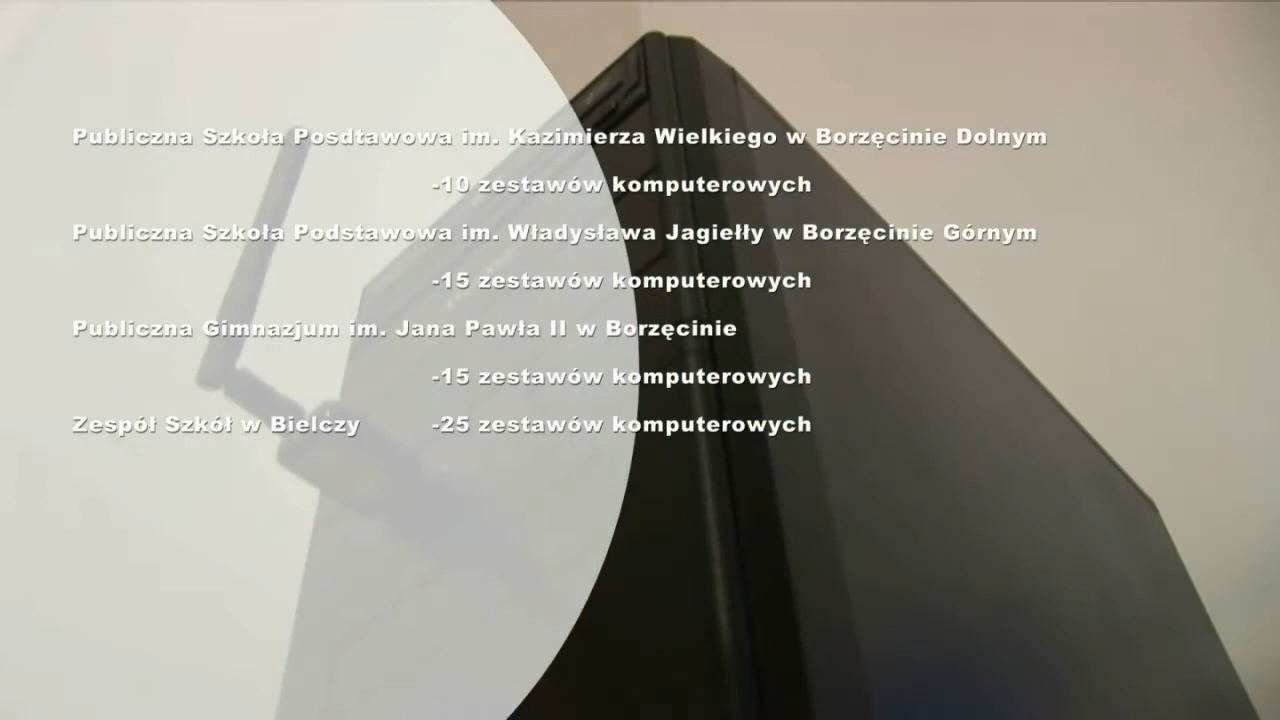 Publiczna Szkoła Posdtawowa im. Kazimierza Wielkiego w Borzęcinie Dolnym
-10 zestawów komputerowych
Publiczna Szkoła Podstawowa im. Władysława Jagiełły w Borzęcinie Górnym
-15 zestawów komputerowych
Publiczna Gimnazjum im. Jana Pawła II w Borzęcinie
-15 zestawów komputerowych
Zespół Szkół w Bielczy -25 zestawów komputerowych